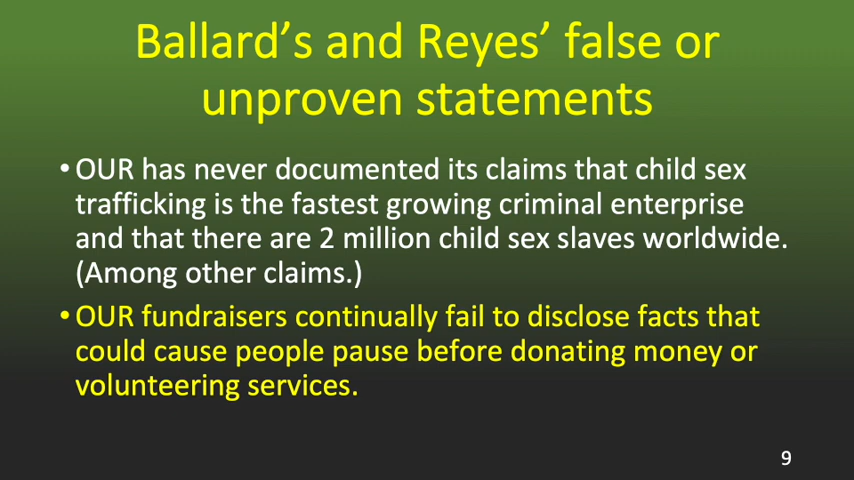 Ballard’s and Reyes’ false or
unproven statements
•OUR has never documented its claims that child sex
trafficking is the fastest growing criminal enterprise
and that there are 2 million child sex slaves worldwide.
(Among other claims.)
•OUR fundraisers continually fail to disclose facts that
could cause people pause before donating money or
volunteering services.
9